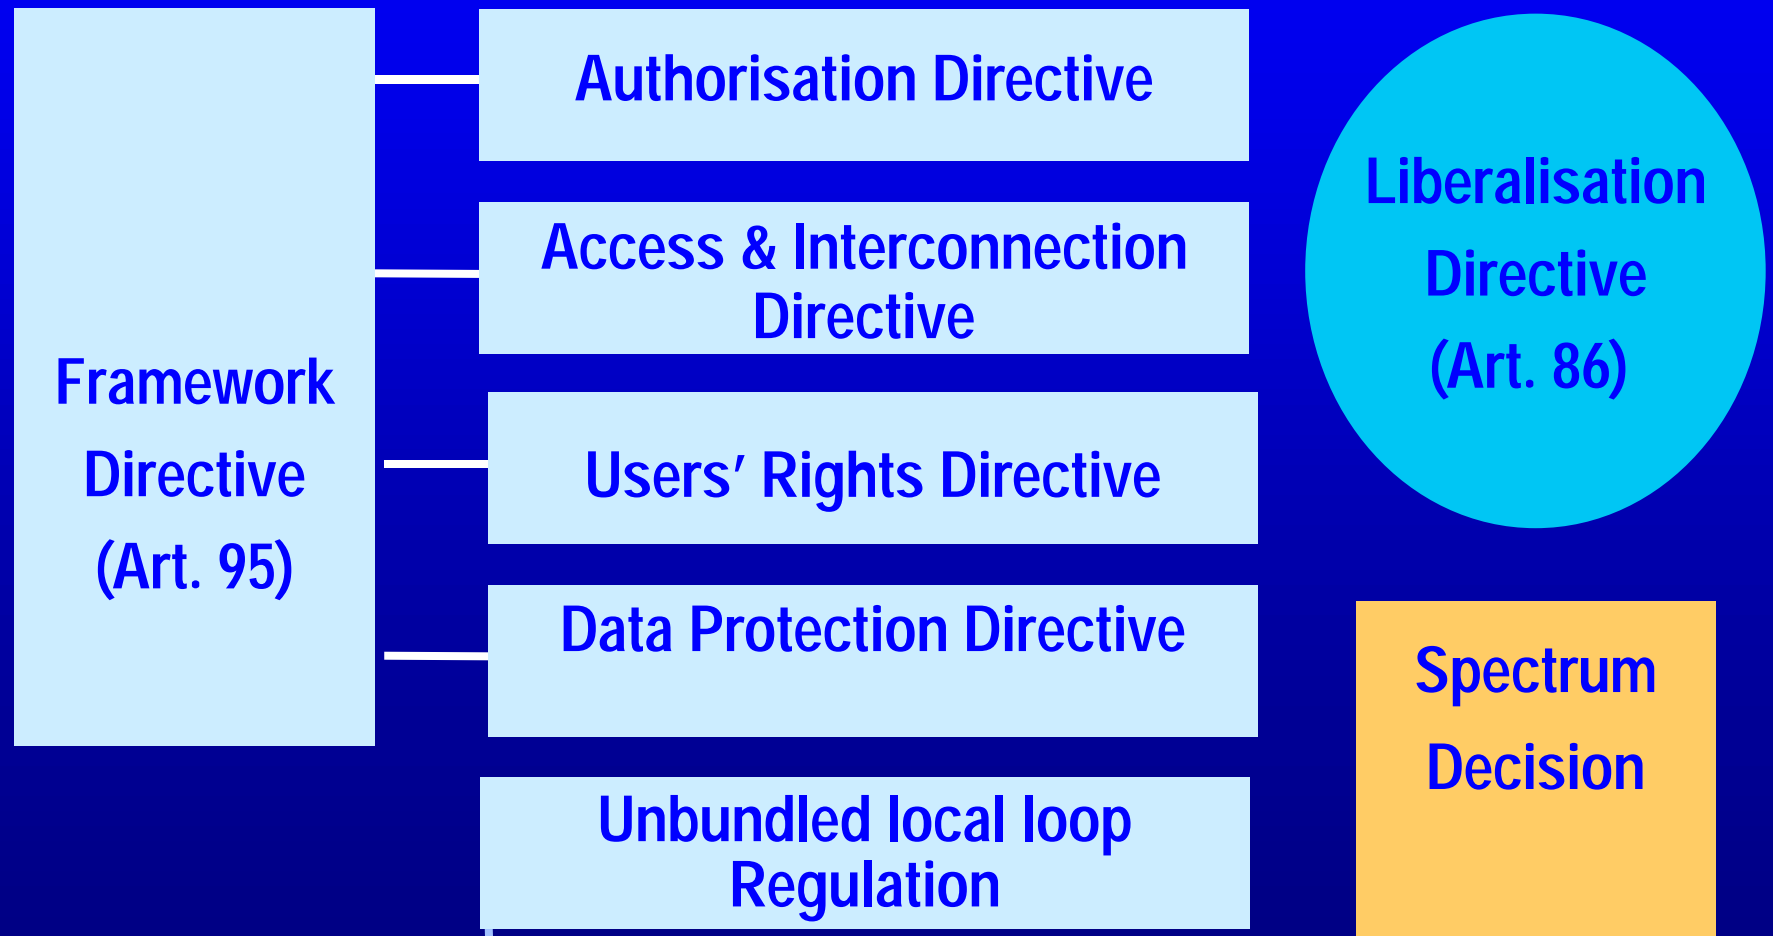 Framework
Directive
(Art. 95)
Authorisation Directive
Access & Interconnection
Directive
Users’ Rights Directive
Data Protection Directive
Unbundled local loop
Regulation
Liberalisation
Directive
(Art. 86)
Spectrum
Decision